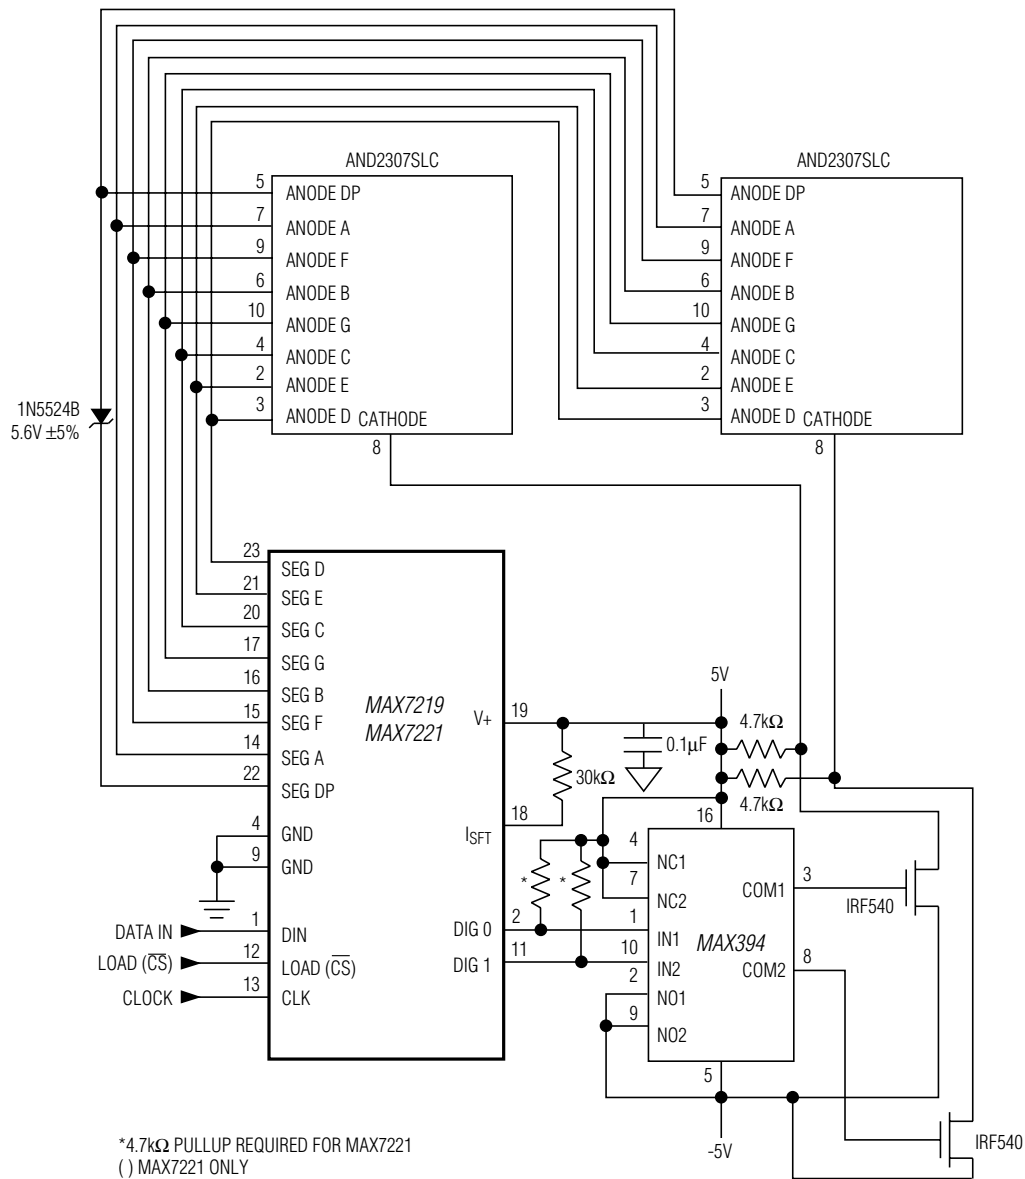 AND2307SLC
5 ANODE DP
7 ANODE A
9 ANODE F
6 ANODE B
10 ANODE G
4 ANODE C
2 ANODE E
3 ANODE D
CATHODE
8
AND2307SLC
5 ANODE DP
7 ANODE A
9 ANODE F
6 ANODE B
10 ANODE G
4 ANODE C
2 ANODE E
3 ANODE D
CATHODE
8
1N5524B
5.6V ±5%
23 SEG D
21 SEG E
20 SEG C
17 SEG G
16 SEG B
15 SEG F
14 SEG A
22 SEG DP
4 GND
9 GND
DATA IN 1 DIN
LOAD (C̅S̅) 12 LOAD (C̅S̅)
CLOCK 13 CLK
MAX7219
MAX7221
V+ 19
ISFT 18
DIG 0 2
DIG 1 11
30kΩ
0.1µF
5V
4.7kΩ
4.7kΩ
*
*
16
4 NC1
7 NC2
1 IN1
10 IN2
2 NO1
9 NO2
MAX394
COM1 3
COM2 8
5
-5V
IRF540
IRF540
*4.7kΩ PULLUP REQUIRED FOR MAX7221
( ) MAX7221 ONLY